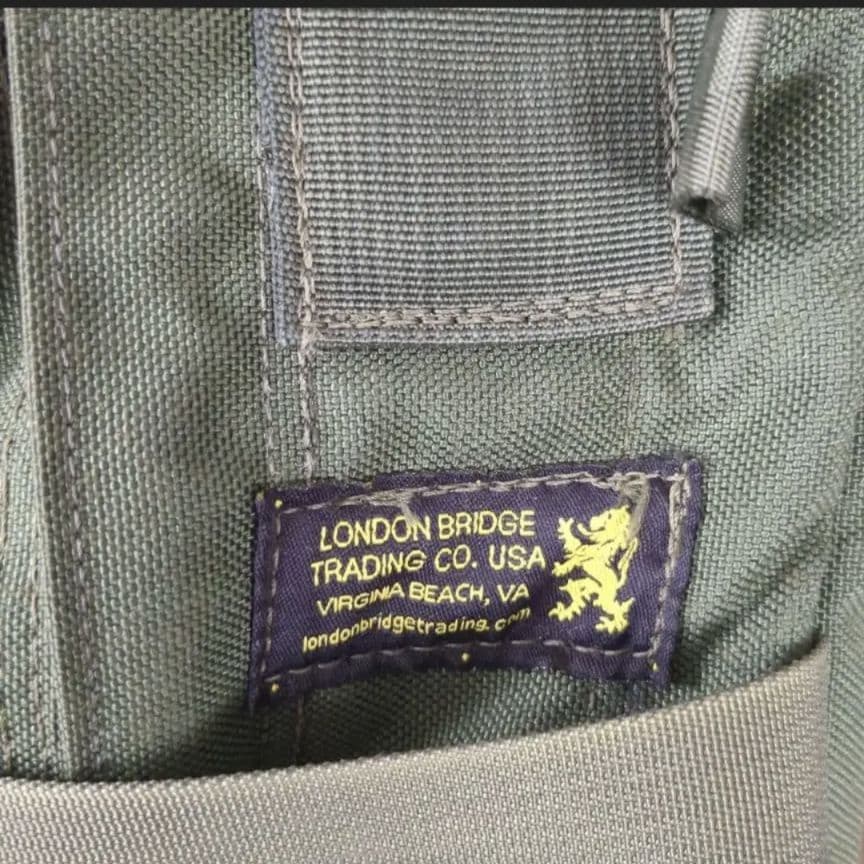 LONDON BRIDGE
TRADING CO. USA
VIRGINIA BEACH, VA
londonbridgetrading.com